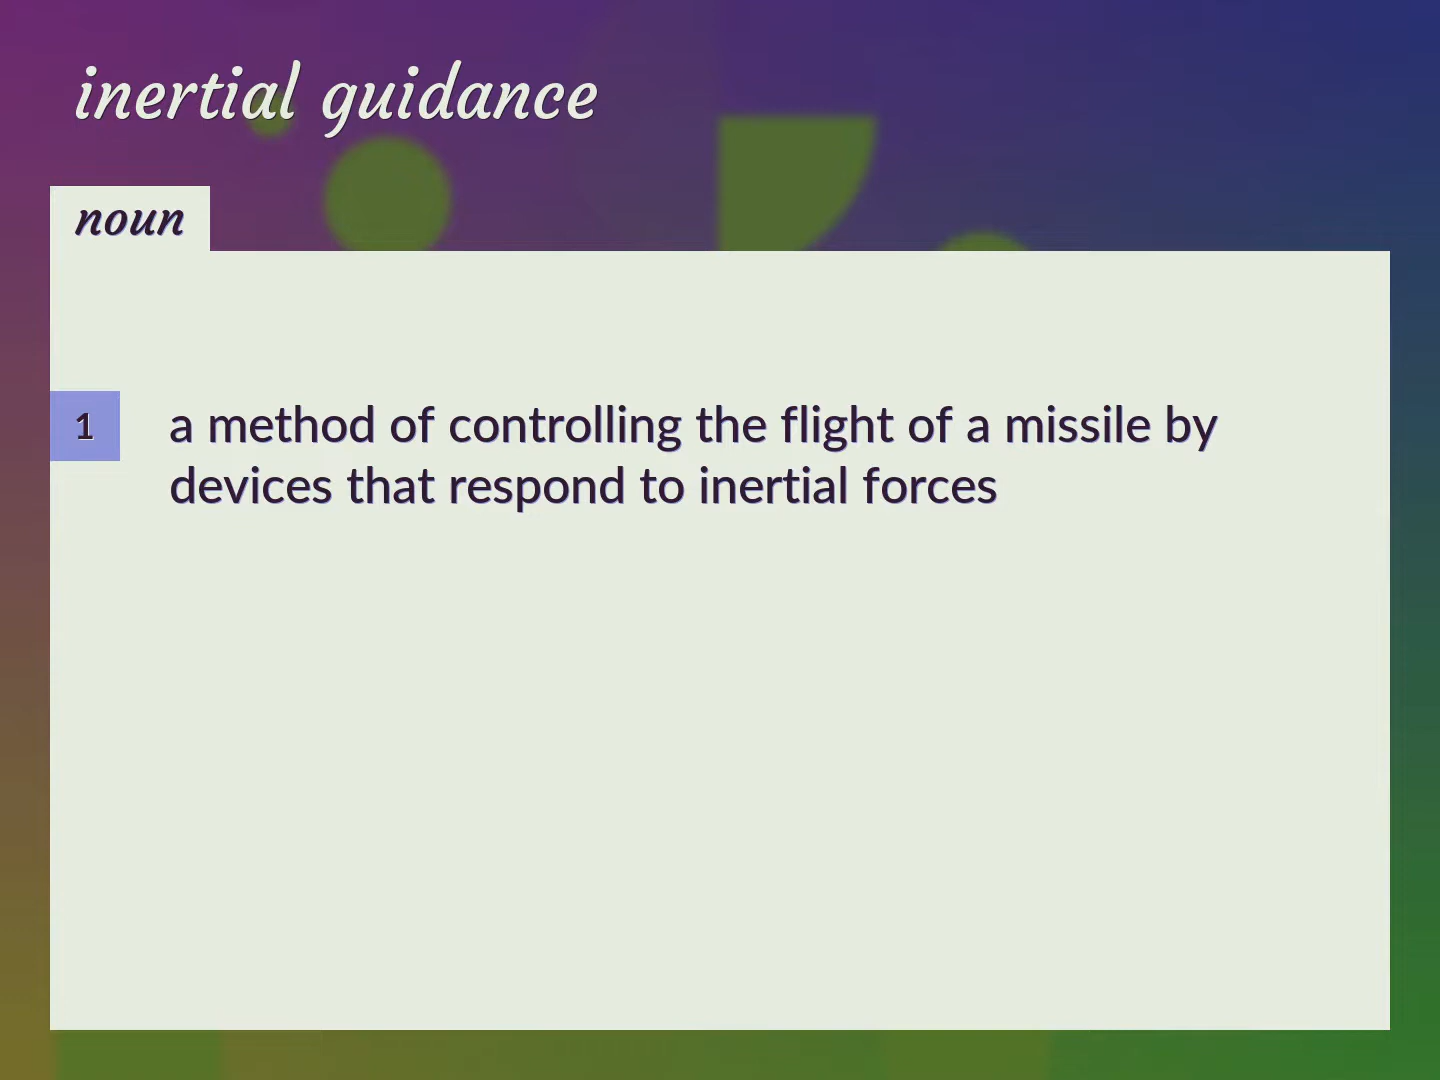 inertial guidance
noun
1
a method of controlling the flight of a missile by
devices that respond to inertial forces